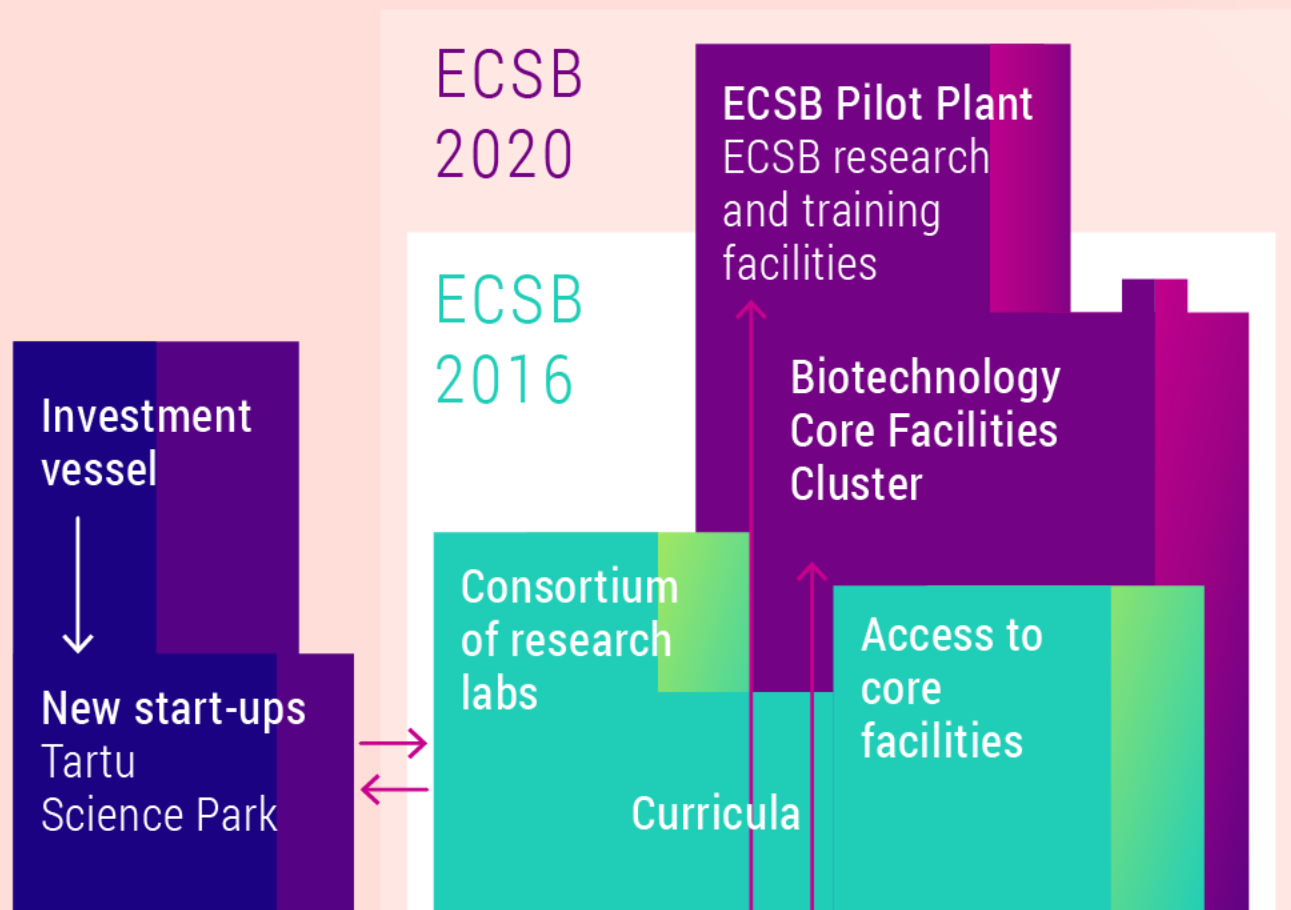 ECSB
2020
ECSB Pilot Plant
ECSB research
and training
facilities
ECSB
2016
Biotechnology
Core Facilities
Cluster
Investment
vessel
New start-ups
Tartu
Science Park
Consortium
of research
labs
Access to
core
facilities
Curricula